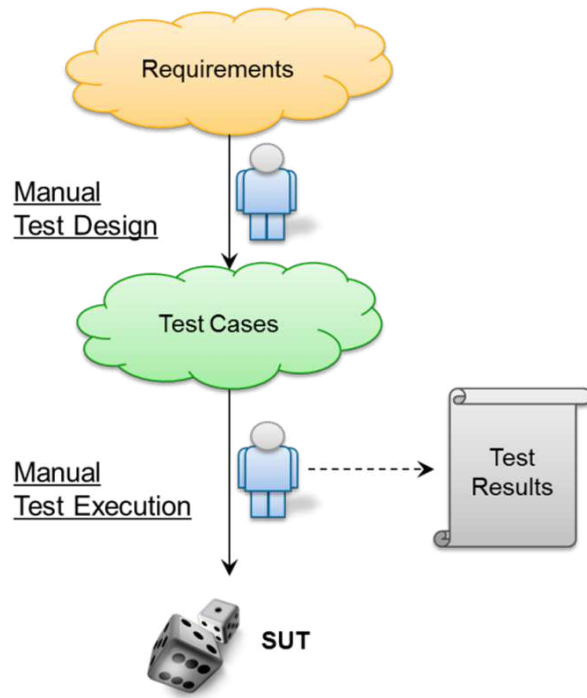 Requirements
Manual
Test Design
Test Cases
Manual
Test Execution
Test
Results
SUT